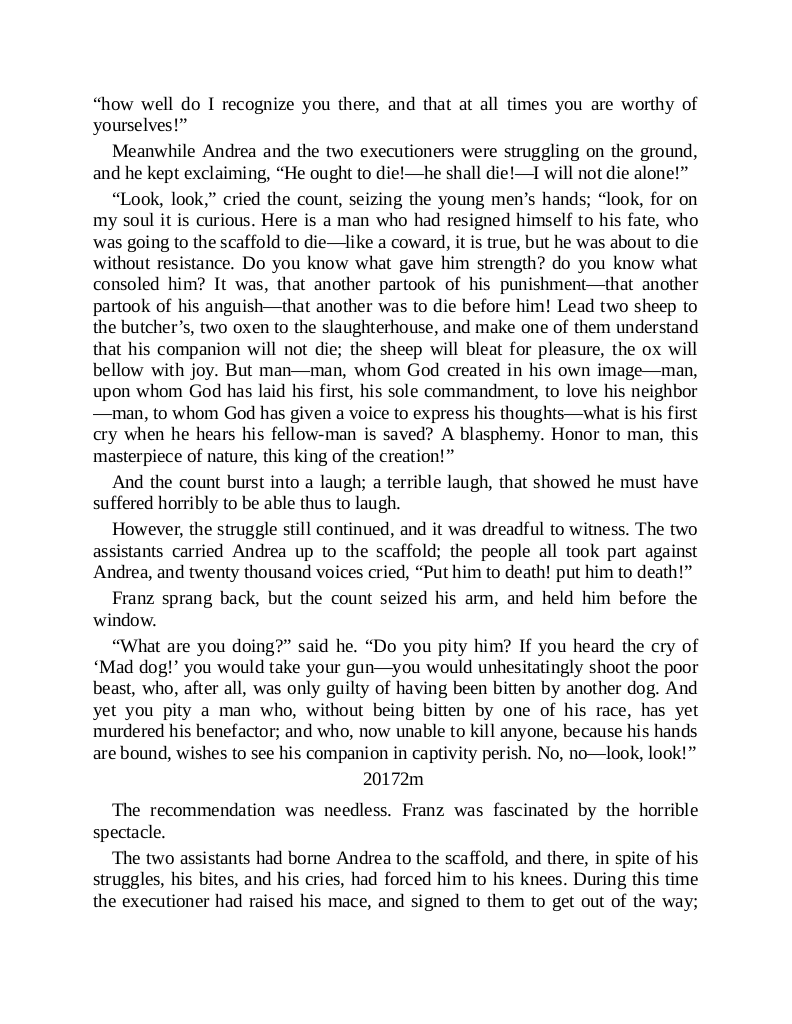 “how well do I recognize you there, and that at all times you are worthy of
yourselves!”
Meanwhile Andrea and the two executioners were struggling on the ground,
and he kept exclaiming, “He ought to die!—he shall die!—I will not die alone!”
“Look, look,” cried the count, seizing the young men’s hands; “look, for on
my soul it is curious. Here is a man who had resigned himself to his fate, who
was going to the scaffold to die—like a coward, it is true, but he was about to die
without resistance. Do you know what gave him strength? do you know what
consoled him? It was, that another partook of his punishment—that another
partook of his anguish—that another was to die before him! Lead two sheep to
the butcher’s, two oxen to the slaughterhouse, and make one of them understand
that his companion will not die; the sheep will bleat for pleasure, the ox will
bellow with joy. But man—man, whom God created in his own image—man,
upon whom God has laid his first, his sole commandment, to love his neighbor
—man, to whom God has given a voice to express his thoughts—what is his first
cry when he hears his fellow-man is saved? A blasphemy. Honor to man, this
masterpiece of nature, this king of the creation!”
And the count burst into a laugh; a terrible laugh, that showed he must have
suffered horribly to be able thus to laugh.
However, the struggle still continued, and it was dreadful to witness. The two
assistants carried Andrea up to the scaffold; the people all took part against
Andrea, and twenty thousand voices cried, “Put him to death! put him to death!”
Franz sprang back, but the count seized his arm, and held him before the
window.
“What are you doing?” said he. “Do you pity him? If you heard the cry of
‘Mad dog!’ you would take your gun—you would unhesitatingly shoot the poor
beast, who, after all, was only guilty of having been bitten by another dog. And
yet you pity a man who, without being bitten by one of his race, has yet
murdered his benefactor; and who, now unable to kill anyone, because his hands
are bound, wishes to see his companion in captivity perish. No, no—look, look!”
20172m
The recommendation was needless. Franz was fascinated by the horrible
spectacle.
The two assistants had borne Andrea to the scaffold, and there, in spite of his
struggles, his bites, and his cries, had forced him to his knees. During this time
the executioner had raised his mace, and signed to them to get out of the way;